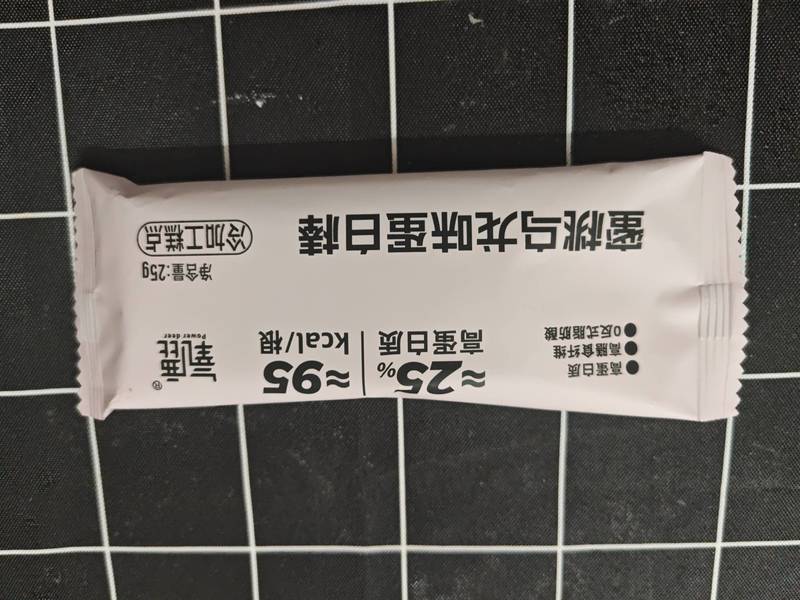 ®
Power deer
≈25%
高蛋白质
≈95
kcal/根
●高蛋白质
●高膳食纤维
●0反式脂肪酸
净含量:25g
蜜桃乌龙味蛋白棒
冷加工糕点